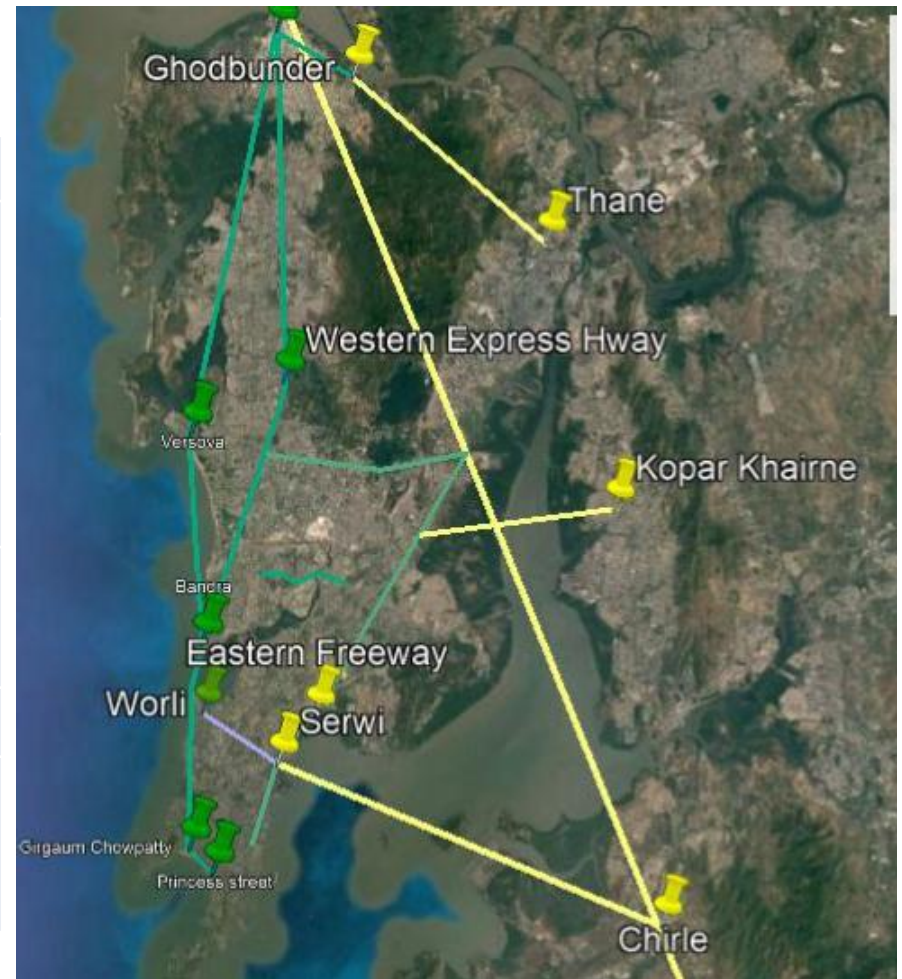 Ghodbunder
Thane
Western Express Hway
Versova
Kopar Khairne
Bandra
Eastern Freeway
Worli
Serwi
Girgaum Chowpatty
Princess street
Chirle